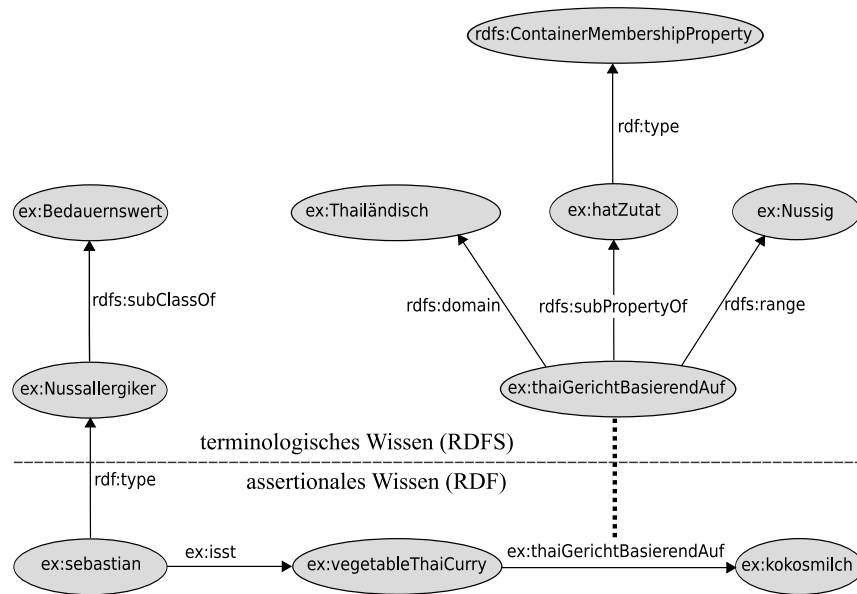 rdfs:ContainerMembershipProperty
rdf:type
ex:Bedauernswert
ex:Thailändisch
ex:hatZutat
ex:Nussig
rdfs:subClassOf
rdfs:domain
rdfs:subPropertyOf
rdfs:range
ex:Nussallergiker
ex:thaiGerichtBasierendAuf
terminologisches Wissen (RDFS)
rdf:type
assertionales Wissen (RDF)
ex:isst
ex:thaiGerichtBasierendAuf
ex:sebastian
ex:vegetableThaiCurry
ex:kokosmilch